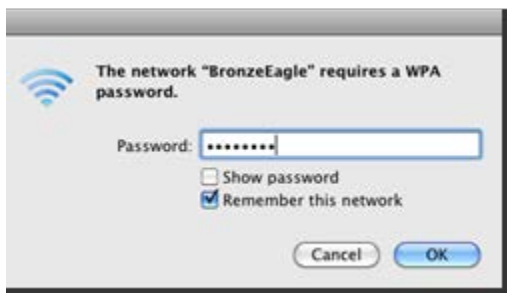 The network “BronzeEagle” requires a WPA
password.
Password: ••••••••
Show password
Remember this network
Cancel OK